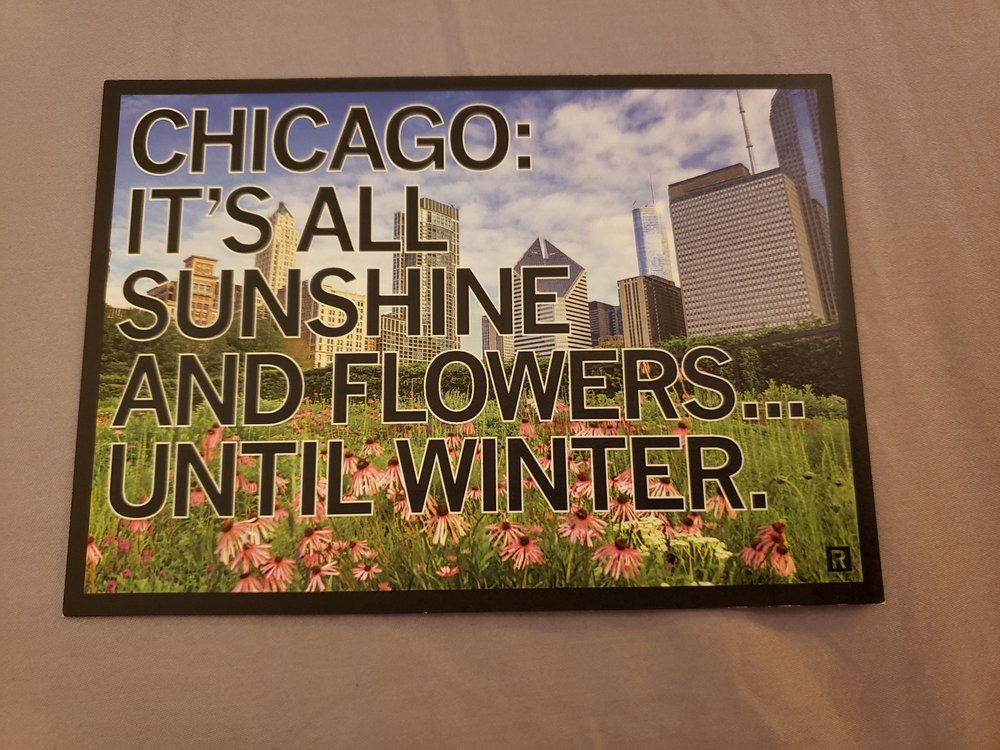 CHICAGO:
IT'S ALL
SUNSHINE
AND FLOWERS...
UNTIL WINTER.
R